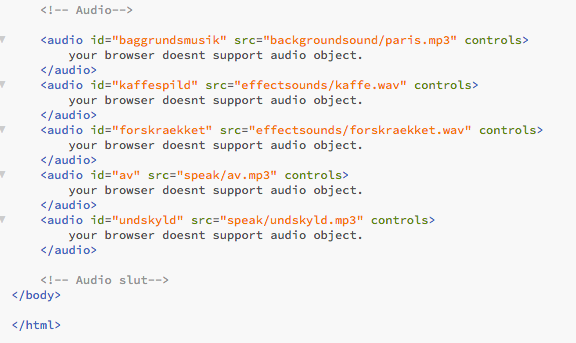 <!-- Audio-->
<audio id="baggrundsmusik" src="backgroundsound/paris.mp3" controls>
your browser doesnt support audio object.
</audio>
<audio id="kaffespild" src="effectsounds/kaffe.wav" controls>
your browser doesnt support audio object.
</audio>
<audio id="forskraekket" src="effectsounds/forskraekket.wav" controls>
your browser doesnt support audio object.
</audio>
<audio id="av" src="speak/av.mp3" controls>
your browser doesnt support audio object.
</audio>
<audio id="undskyld" src="speak/undskyld.mp3" controls>
your browser doesnt support audio object.
</audio>
<!-- Audio slut-->
</body>
</html>